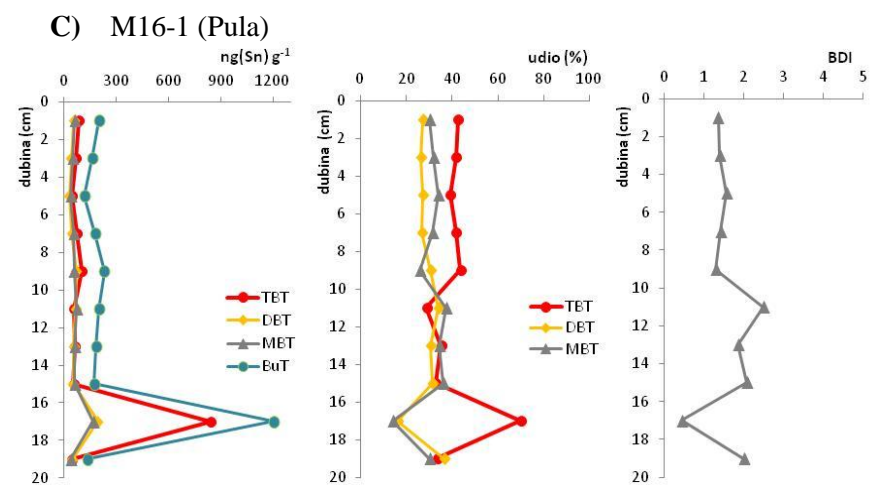 C) M16-1 (Pula)
ng(Sn) g-1
0 300 600 900 1200
dubina (cm)
0
2
4
6
8
10
12
14
16
18
20
TBT
DBT
MBT
BuT
udio (%)
0 20 40 60 80 100
dubina (cm)
0
2
4
6
8
10
12
14
16
18
20
TBT
DBT
MBT
BDI
0 1 2 3 4 5
dubina (cm)
0
2
4
6
8
10
12
14
16
18
20